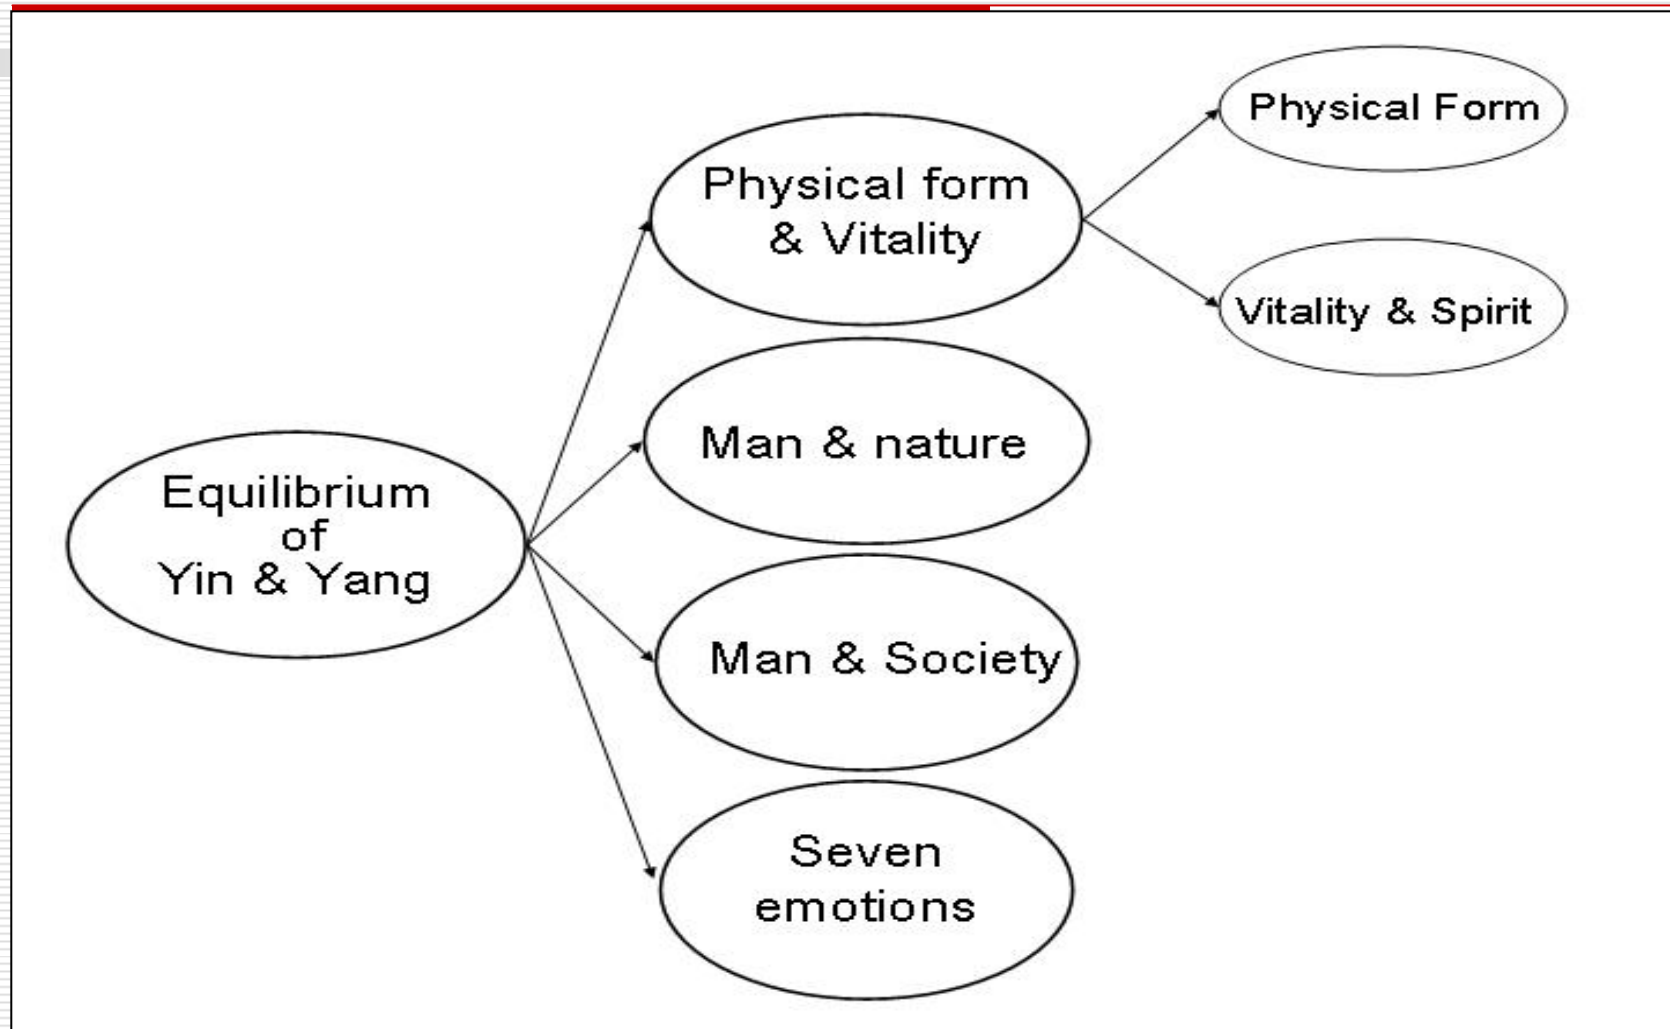 Equilibrium
of
Yin & Yang
Physical form
& Vitality
Man & nature
Man & Society
Seven
emotions
Physical Form
Vitality & Spirit